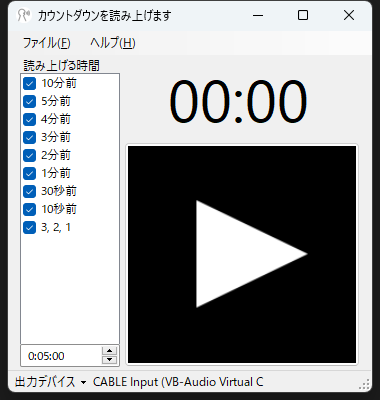 カウントダウンを読み上げます
ファイル(F) ヘルプ(H)
読み上げる時間
00:00
10分前
5分前
4分前
3分前
2分前
1分前
30秒前
10秒前
3, 2, 1
0:05:00
出力デバイス CABLE Input (VB-Audio Virtual C